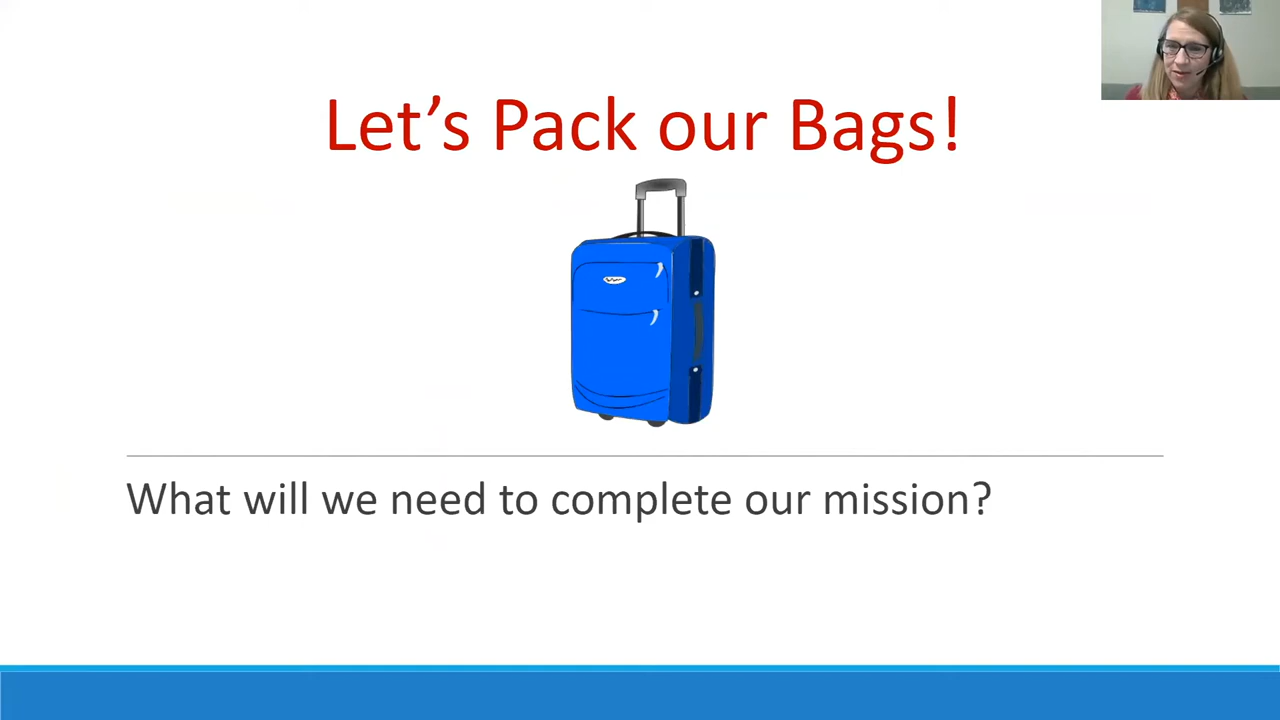 Let’s Pack our Bags!
What will we need to complete our mission?